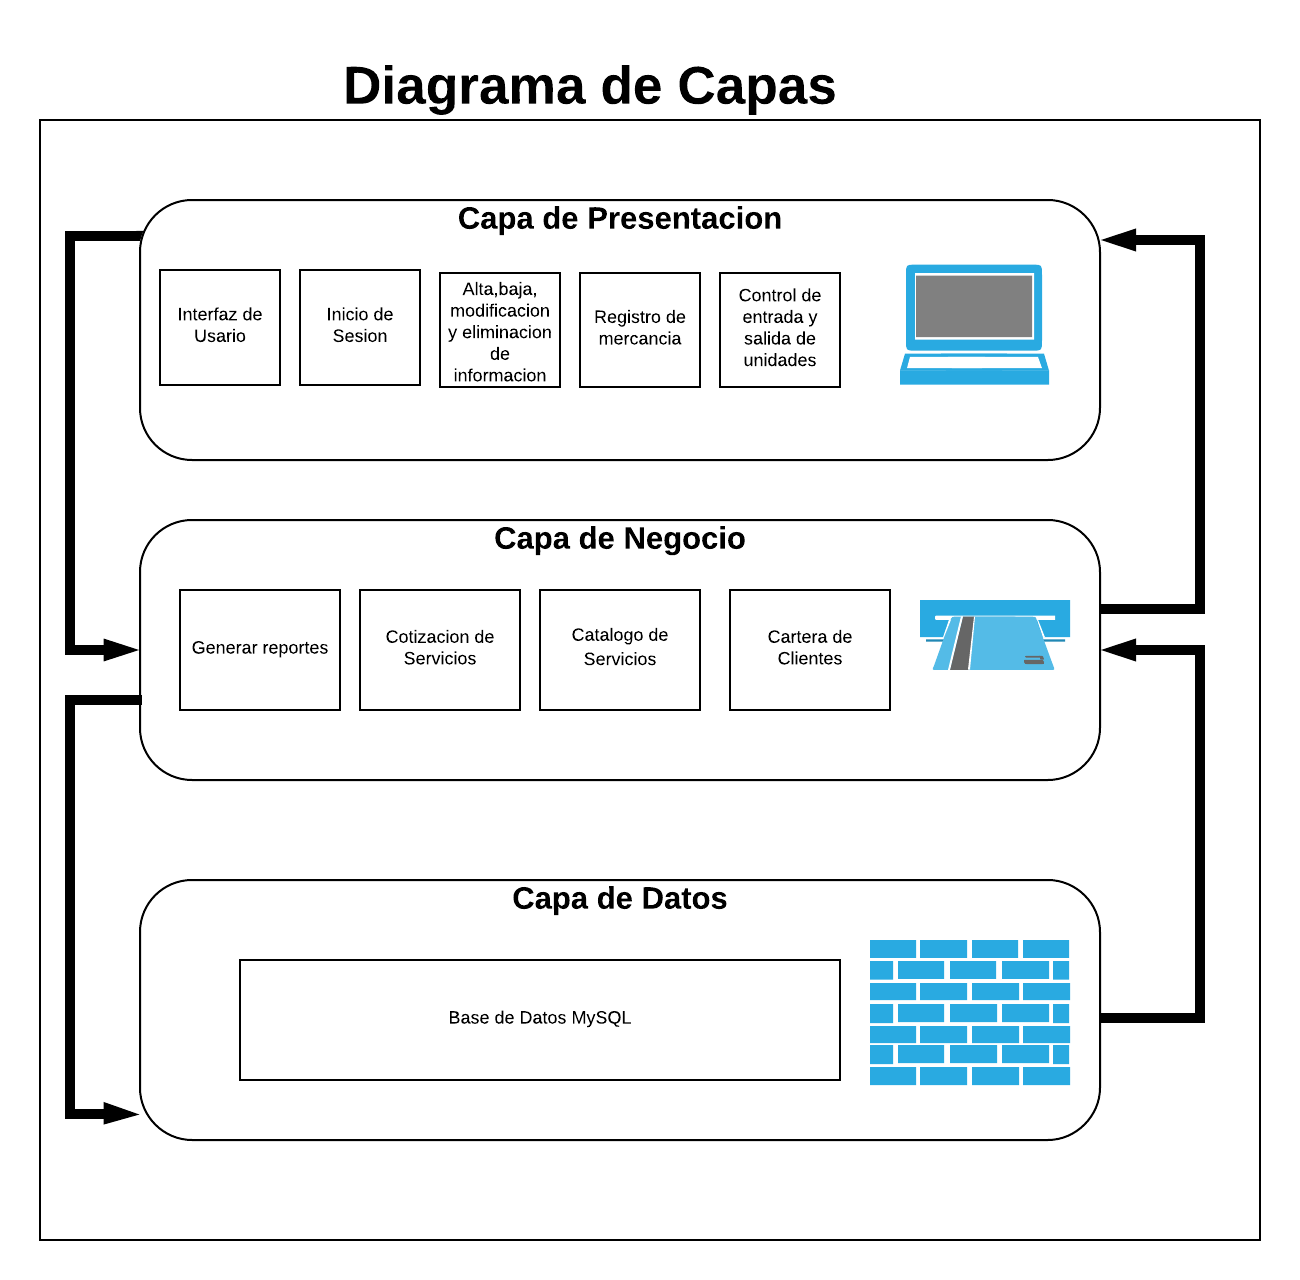 Diagrama de Capas
Capa de Presentacion
Interfaz de
Usario
Inicio de
Sesion
Alta,baja,
modificacion
y eliminacion
de
informacion
Registro de
mercancia
Control de
entrada y
salida de
unidades
Capa de Negocio
Generar reportes
Cotizacion de
Servicios
Catalogo de
Servicios
Cartera de
Clientes
Capa de Datos
Base de Datos MySQL